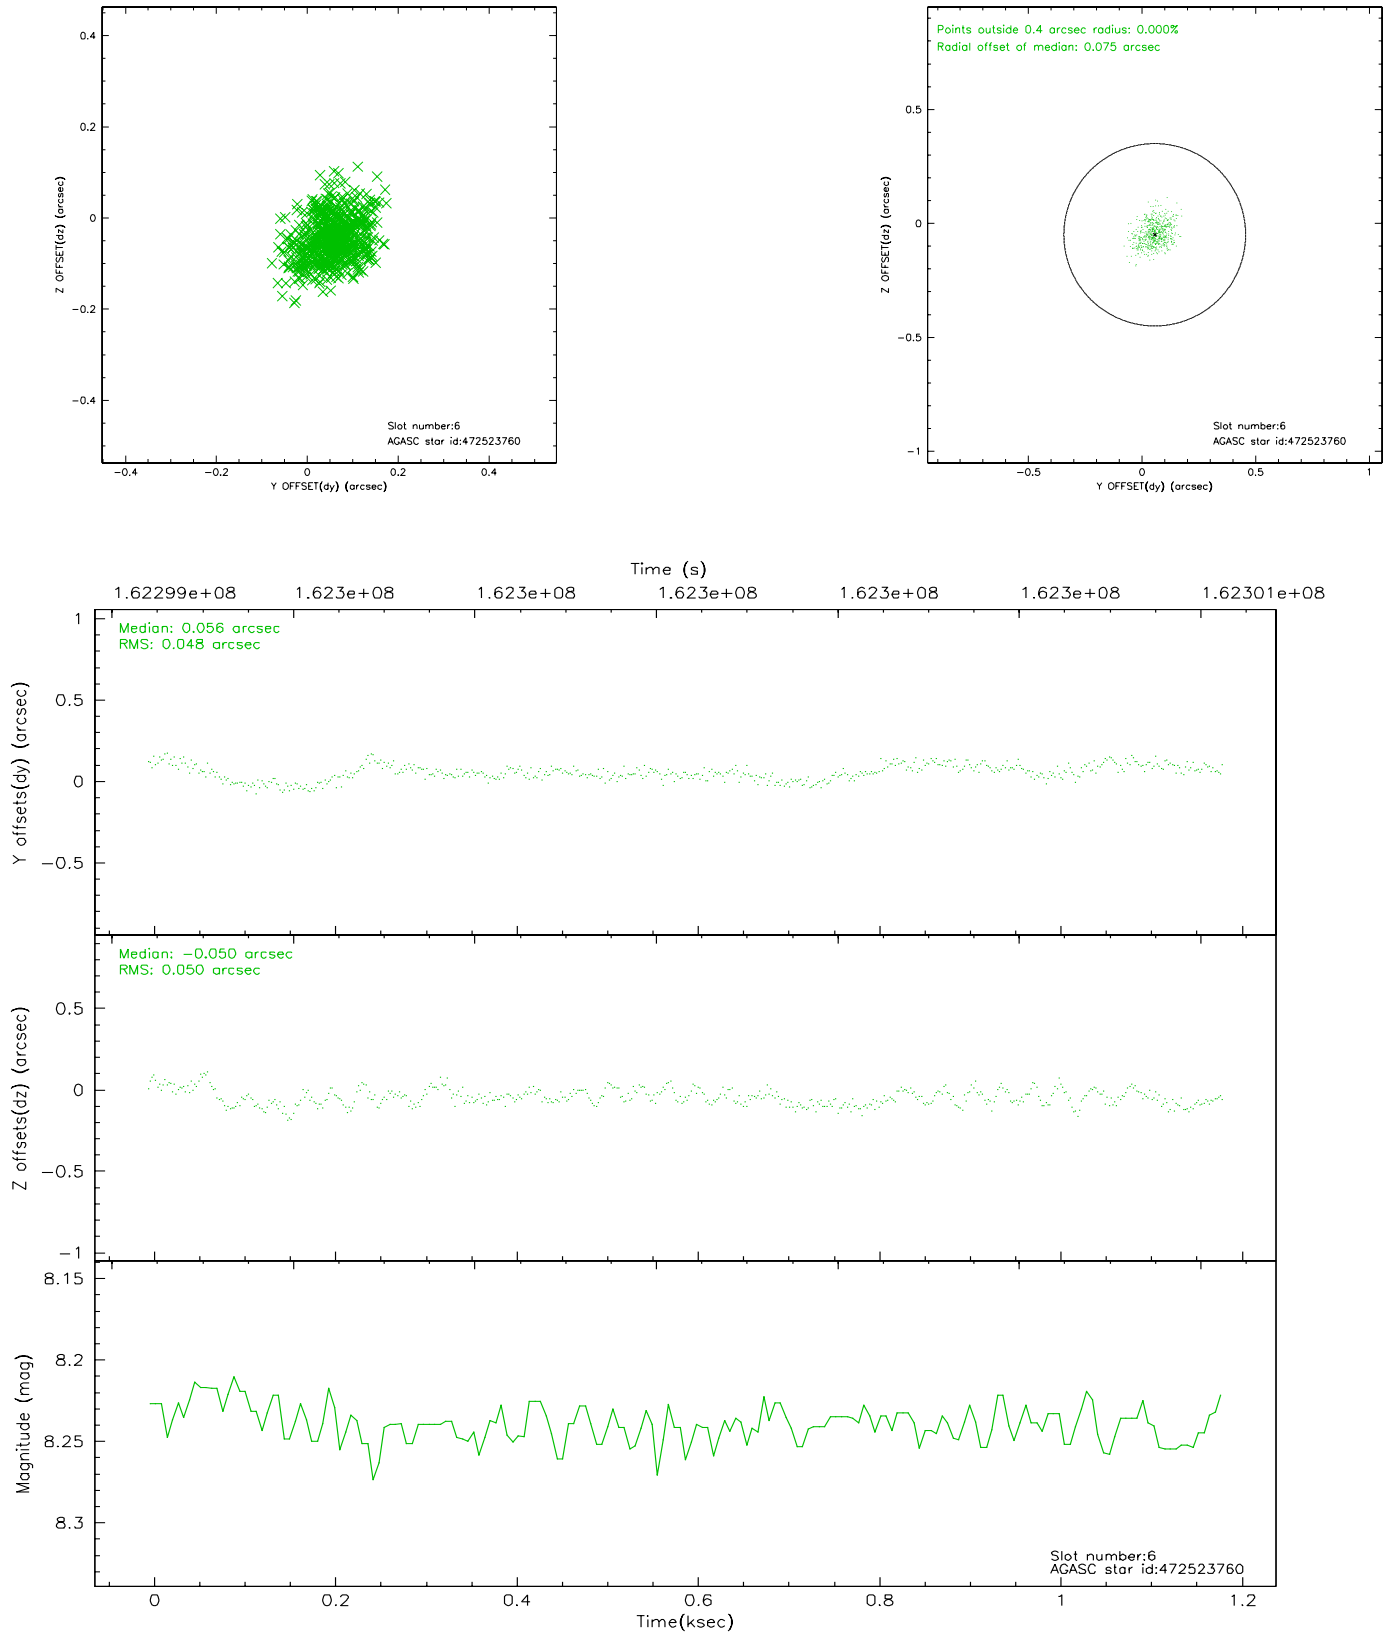 0.4
0.2
0
−0.2
−0.4
Z OFFSET(dz) (arcsec)
Slot number:6
AGASC star id:472523760
−0.4 −0.2 0 0.2 0.4
Y OFFSET(dy) (arcsec)
Points outside 0.4 arcsec radius: 0.000%
Radial offset of median: 0.075 arcsec
0.5
0
−0.5
−1
Z OFFSET(dz) (arcsec)
Slot number:6
AGASC star id:472523760
−0.5 0 0.5 1
Y OFFSET(dy) (arcsec)
Time (s)
1.62299e+08 1.623e+08 1.623e+08 1.623e+08 1.623e+08 1.623e+08 1.62301e+08
Median: 0.056 arcsec
RMS: 0.048 arcsec
1
0.5
0
−0.5
Y offsets(dy) (arcsec)
Median: −0.050 arcsec
RMS: 0.050 arcsec
0.5
0
−0.5
−1
Z offsets(dz) (arcsec)
8.15
8.2
8.25
8.3
Magnitude (mag)
Slot number:6
AGASC star id:472523760
0 0.2 0.4 0.6 0.8 1 1.2
Time(ksec)